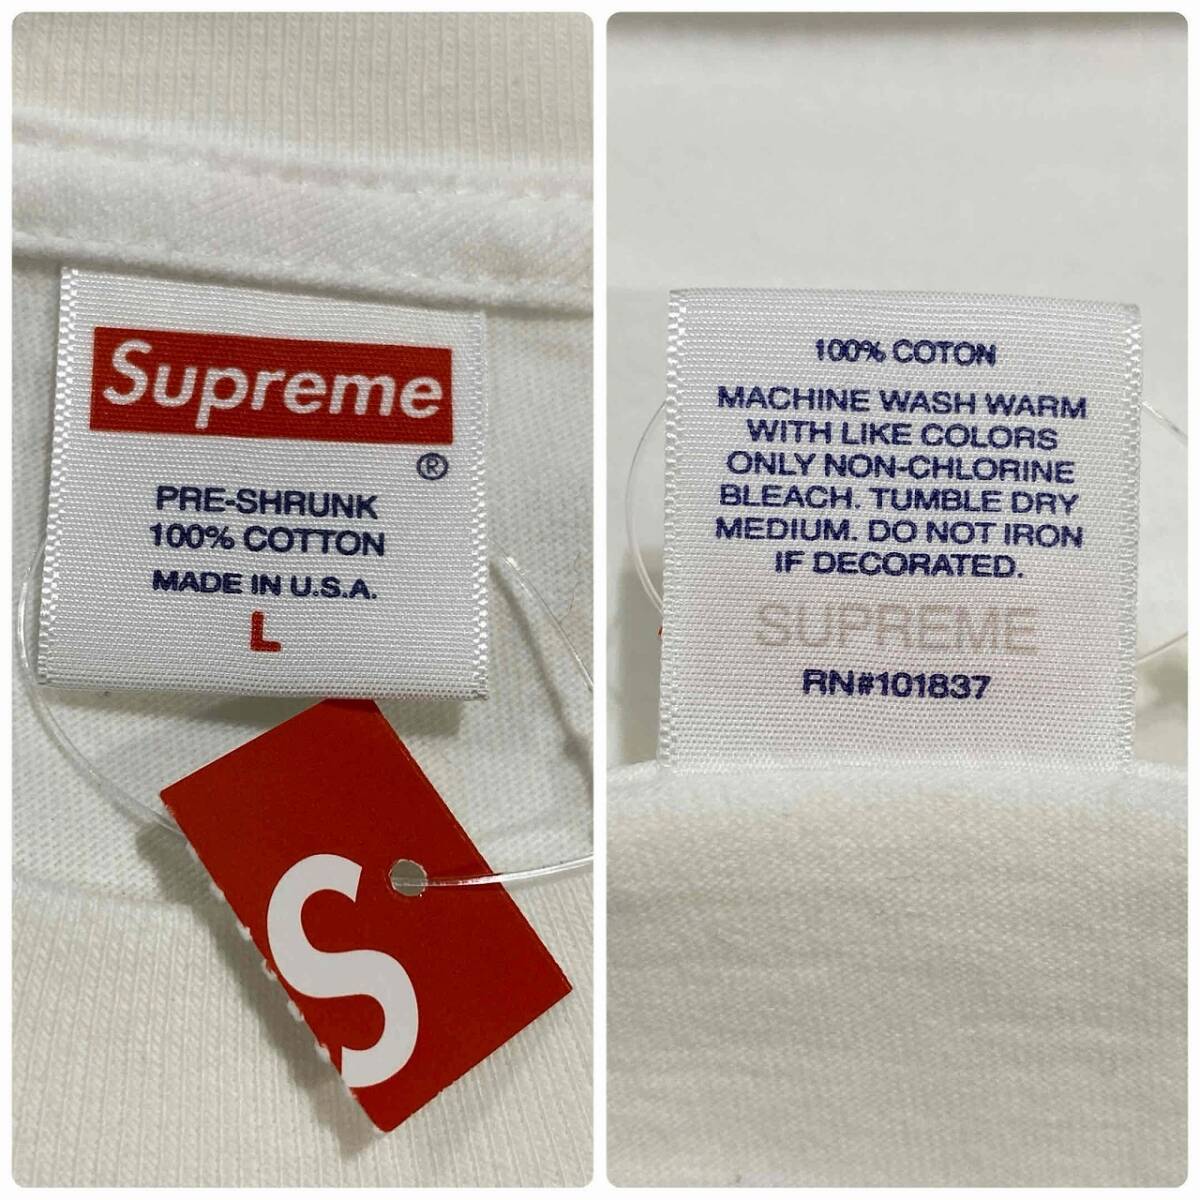 Supreme
®
PRE-SHRUNK
100% COTTON
MADE IN U.S.A.
L
S
100% COTON
MACHINE WASH WARM
WITH LIKE COLORS
ONLY NON-CHLORINE
BLEACH. TUMBLE DRY
MEDIUM. DO NOT IRON
IF DECORATED.
SUPREME
RN#101837